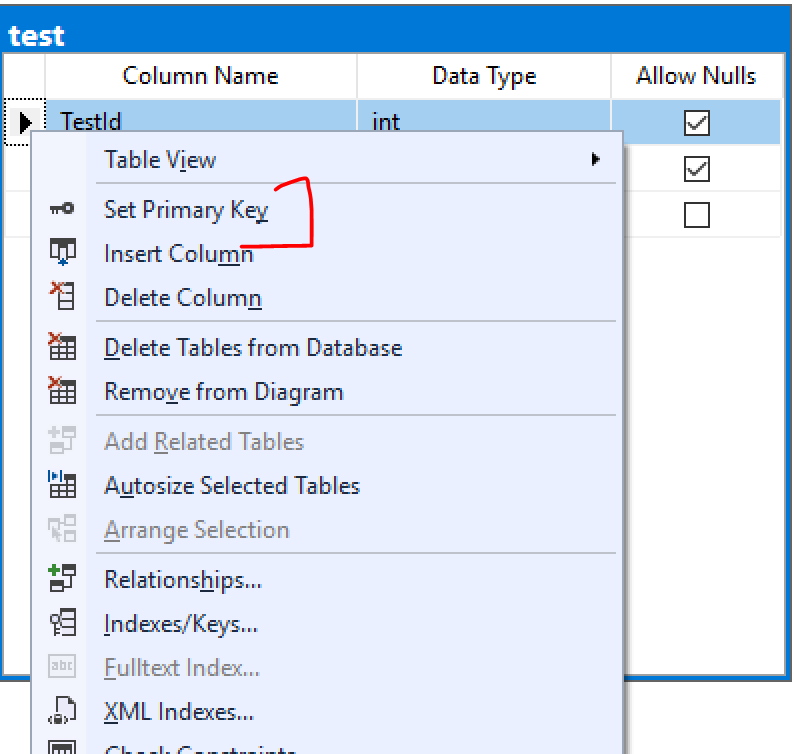 test
Column Name Data Type Allow Nulls
TestId int
Table View
Set Primary Key
Insert Column
Delete Column
Delete Tables from Database
Remove from Diagram
Add Related Tables
Autosize Selected Tables
Arrange Selection
Relationships...
Indexes/Keys...
abc Fulltext Index...
XML Indexes...
Check Constraints